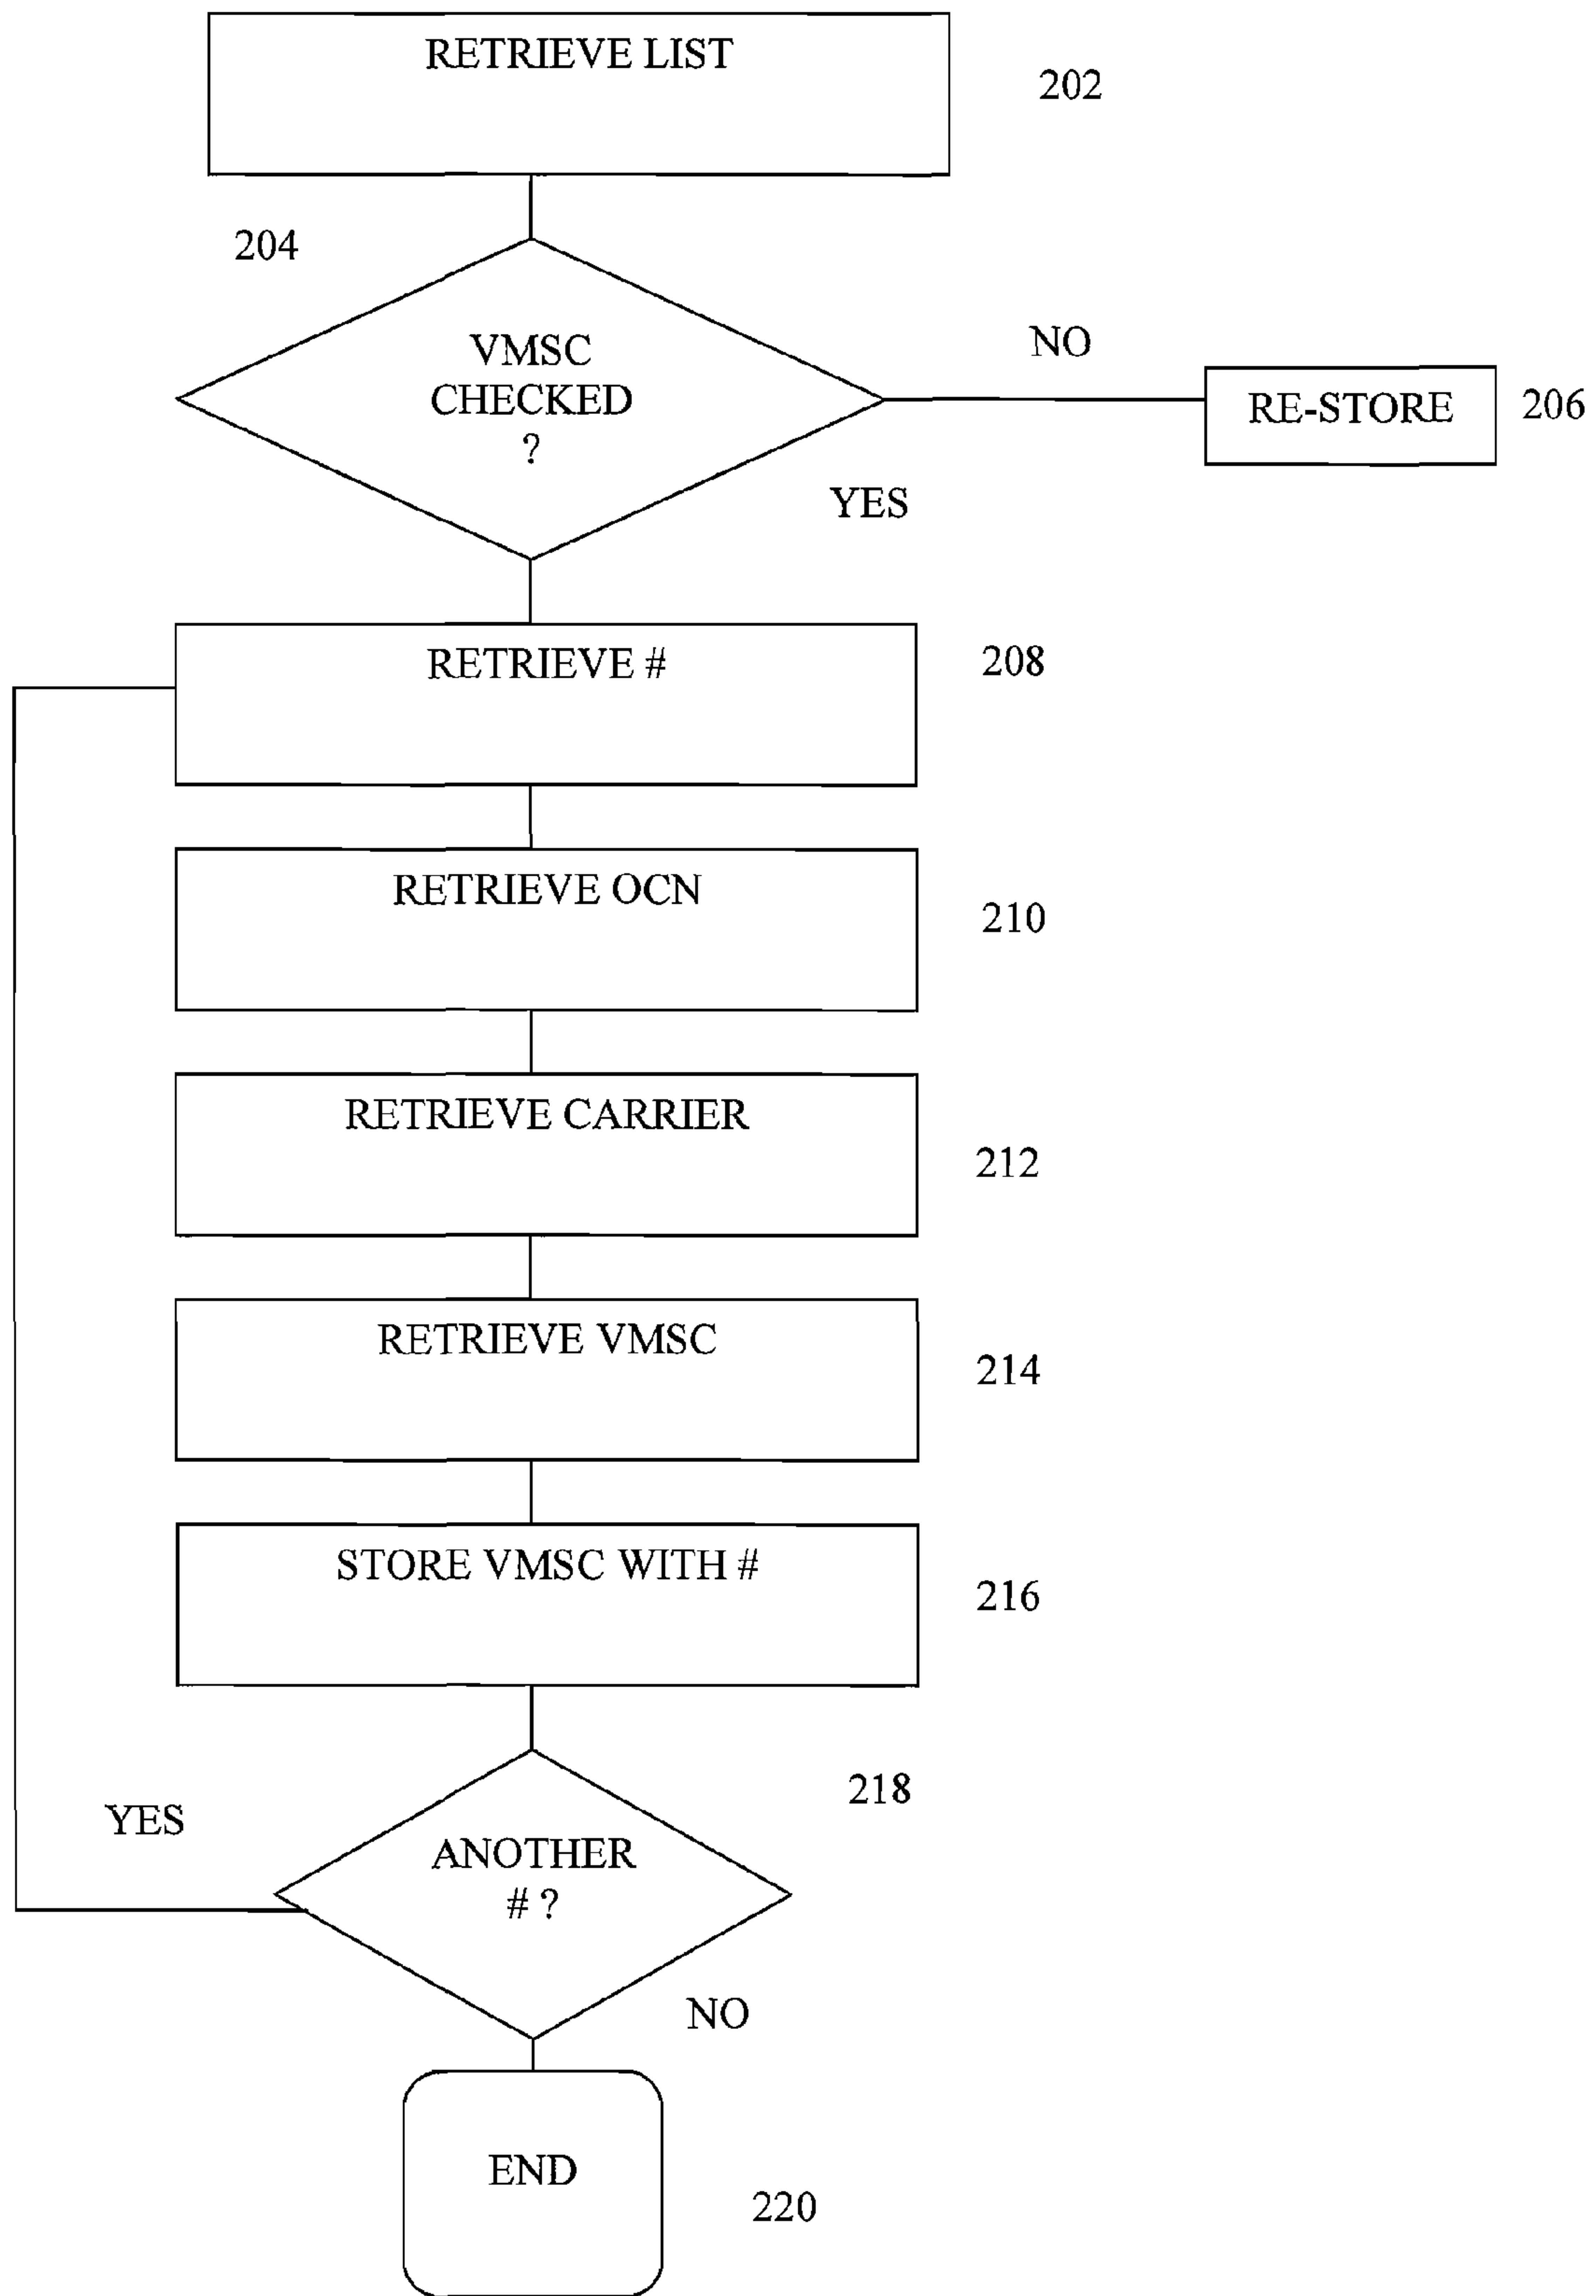 RETRIEVE LIST
202
204
VMSC
CHECKED
?
NO
RE-STORE
206
YES
RETRIEVE #
208
RETRIEVE OCN
210
RETRIEVE CARRIER
212
RETRIEVE VMSC
214
STORE VMSC WITH #
216
218
YES
ANOTHER
# ?
NO
END
220